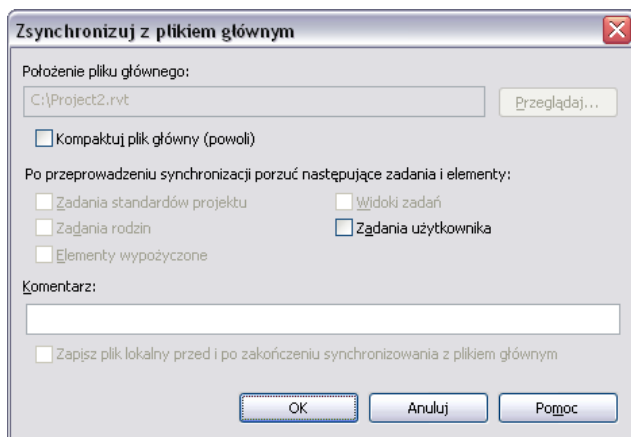 Zsynchronizuj z plikiem głównym
Położenie pliku głównego:
C:\Project2.rvt
Przeglądaj...
Kompaktuj plik główny (powoli)
Po przeprowadzeniu synchronizacji porzuć następujące zadania i elementy:
Zadania standardów projektu
Widoki zadań
Zadania rodzin
Zadania użytkownika
Elementy wypożyczone
Komentarz:
Zapisz plik lokalny przed i po zakończeniu synchronizowania z plikiem głównym
OK
Anuluj
Pomoc